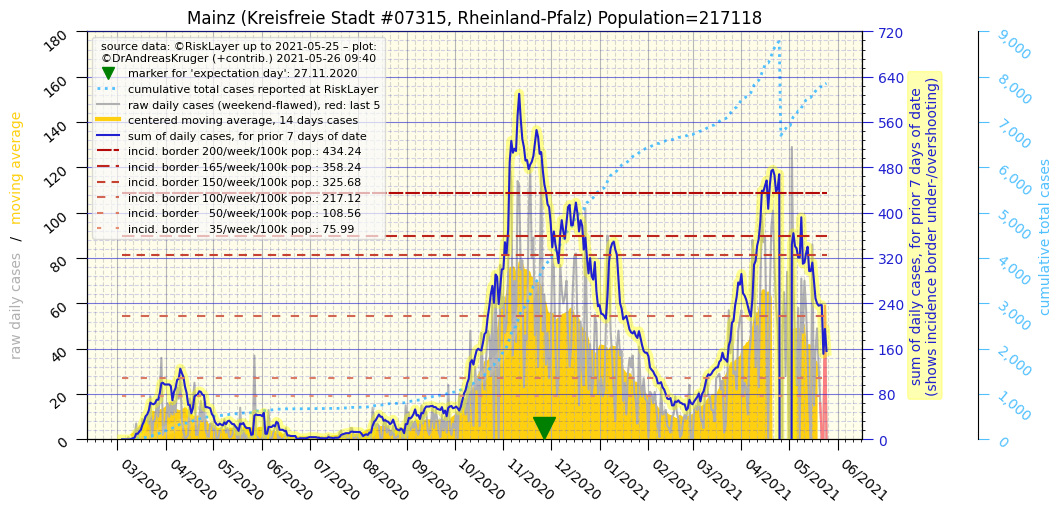 Mainz (Kreisfreie Stadt #07315, Rheinland-Pfalz) Population=217118
source data: ©RiskLayer up to 2021-05-25 – plot:
©DrAndreasKruger (+contrib.) 2021-05-26 09:40
marker for 'expectation day': 27.11.2020
cumulative total cases reported at RiskLayer
raw daily cases (weekend-flawed), red: last 5
centered moving average, 14 days cases
sum of daily cases, for prior 7 days of date
incid. border 200/week/100k pop.: 434.24
incid. border 165/week/100k pop.: 358.24
incid. border 150/week/100k pop.: 325.68
incid. border 100/week/100k pop.: 217.12
incid. border   50/week/100k pop.: 108.56
incid. border   35/week/100k pop.: 75.99
raw daily cases   /   moving average
180
160
140
120
100
80
60
40
20
0
03/2020
04/2020
05/2020
06/2020
07/2020
08/2020
09/2020
10/2020
11/2020
12/2020
01/2021
02/2021
03/2021
04/2021
05/2021
06/2021
720
640
560
480
400
320
240
160
80
0
sum of daily cases, for prior 7 days of date
(shows incidence border under-/overshooting)
9,000
8,000
7,000
6,000
5,000
4,000
3,000
2,000
1,000
0
cumulative total cases